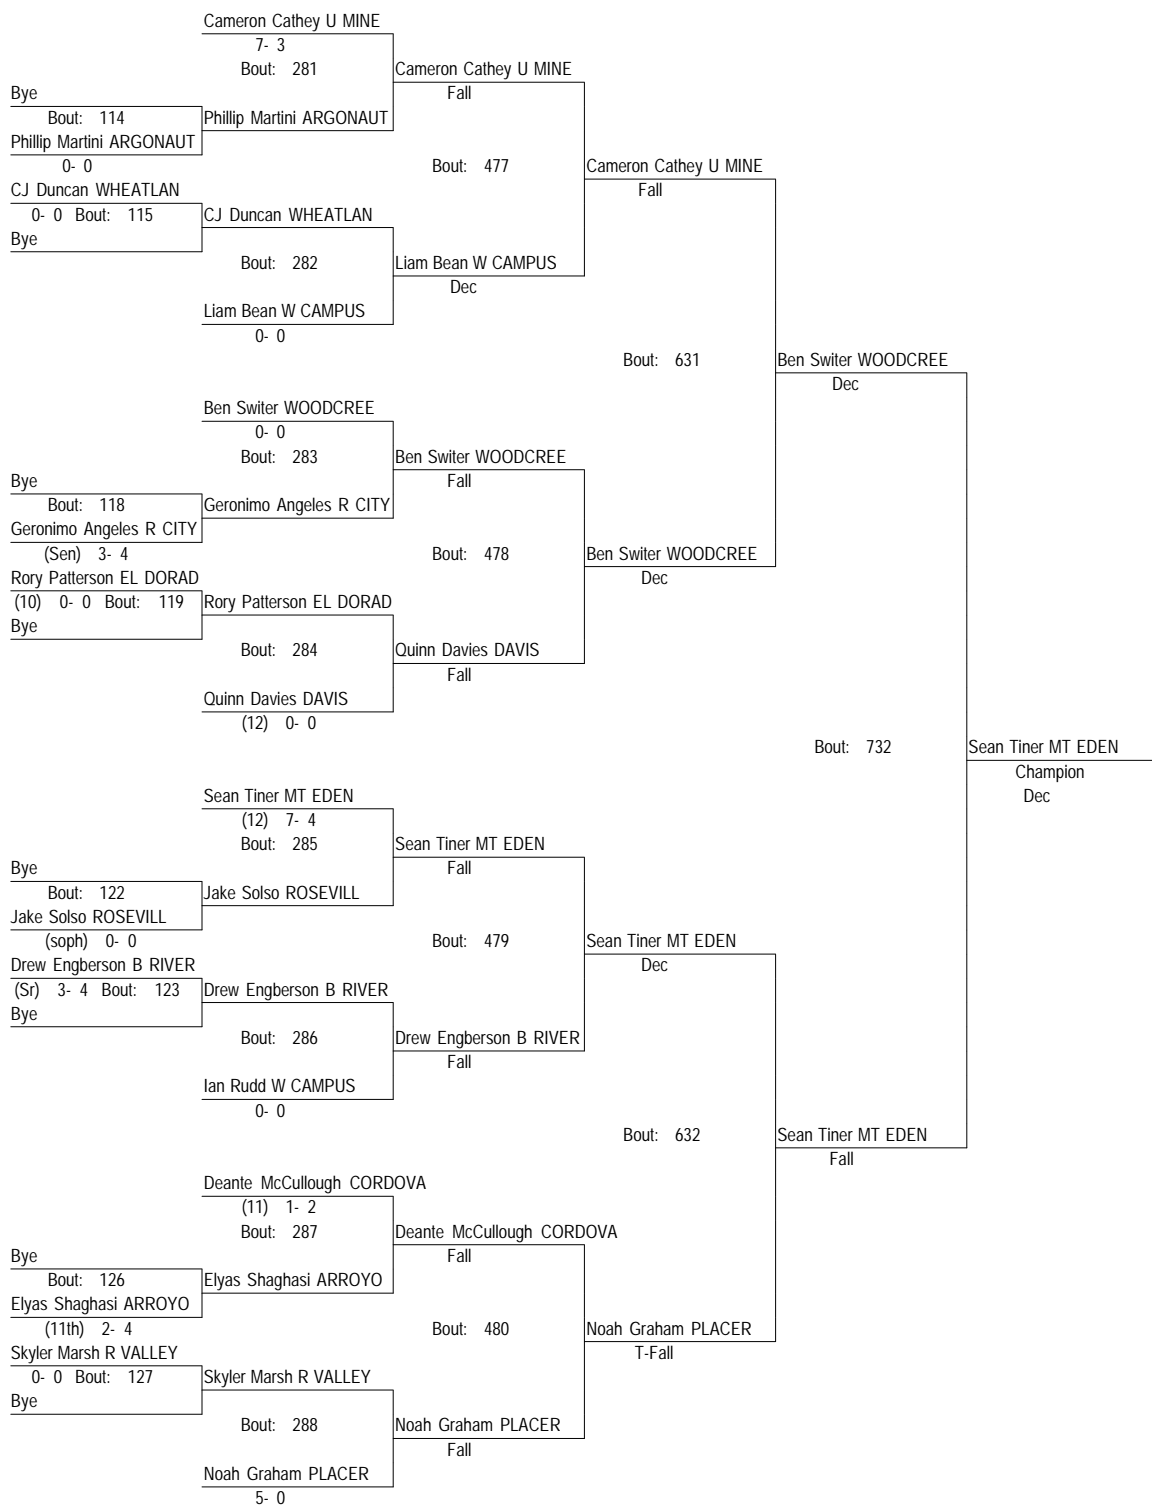 Cameron Cathey U MINE
7- 3
Bout: 281
Cameron Cathey U MINE
Fall
Bye
Bout: 114
Phillip Martini ARGONAUT
Phillip Martini ARGONAUT
0- 0
Bout: 477
Cameron Cathey U MINE
Fall
CJ Duncan WHEATLAN
0- 0 Bout: 115
CJ Duncan WHEATLAN
Bye
Bout: 282
Liam Bean W CAMPUS
Dec
Liam Bean W CAMPUS
0- 0
Bout: 631
Ben Switer WOODCREE
Dec
Ben Switer WOODCREE
0- 0
Bout: 283
Ben Switer WOODCREE
Fall
Bye
Bout: 118
Geronimo Angeles R CITY
Geronimo Angeles R CITY
(Sen) 3- 4
Bout: 478
Ben Switer WOODCREE
Dec
Rory Patterson EL DORAD
(10) 0- 0 Bout: 119
Rory Patterson EL DORAD
Bye
Bout: 284
Quinn Davies DAVIS
Fall
Quinn Davies DAVIS
(12) 0- 0
Bout: 732
Sean Tiner MT EDEN
Champion
Dec
Sean Tiner MT EDEN
(12) 7- 4
Bout: 285
Sean Tiner MT EDEN
Fall
Bye
Bout: 122
Jake Solso ROSEVILL
Jake Solso ROSEVILL
(soph) 0- 0
Bout: 479
Sean Tiner MT EDEN
Dec
Drew Engberson B RIVER
(Sr) 3- 4 Bout: 123
Drew Engberson B RIVER
Bye
Bout: 286
Drew Engberson B RIVER
Fall
Ian Rudd W CAMPUS
0- 0
Bout: 632
Sean Tiner MT EDEN
Fall
Deante McCullough CORDOVA
(11) 1- 2
Bout: 287
Deante McCullough CORDOVA
Fall
Bye
Bout: 126
Elyas Shaghasi ARROYO
Elyas Shaghasi ARROYO
(11th) 2- 4
Bout: 480
Noah Graham PLACER
T-Fall
Skyler Marsh R VALLEY
0- 0 Bout: 127
Skyler Marsh R VALLEY
Bye
Bout: 288
Noah Graham PLACER
Fall
Noah Graham PLACER
5- 0